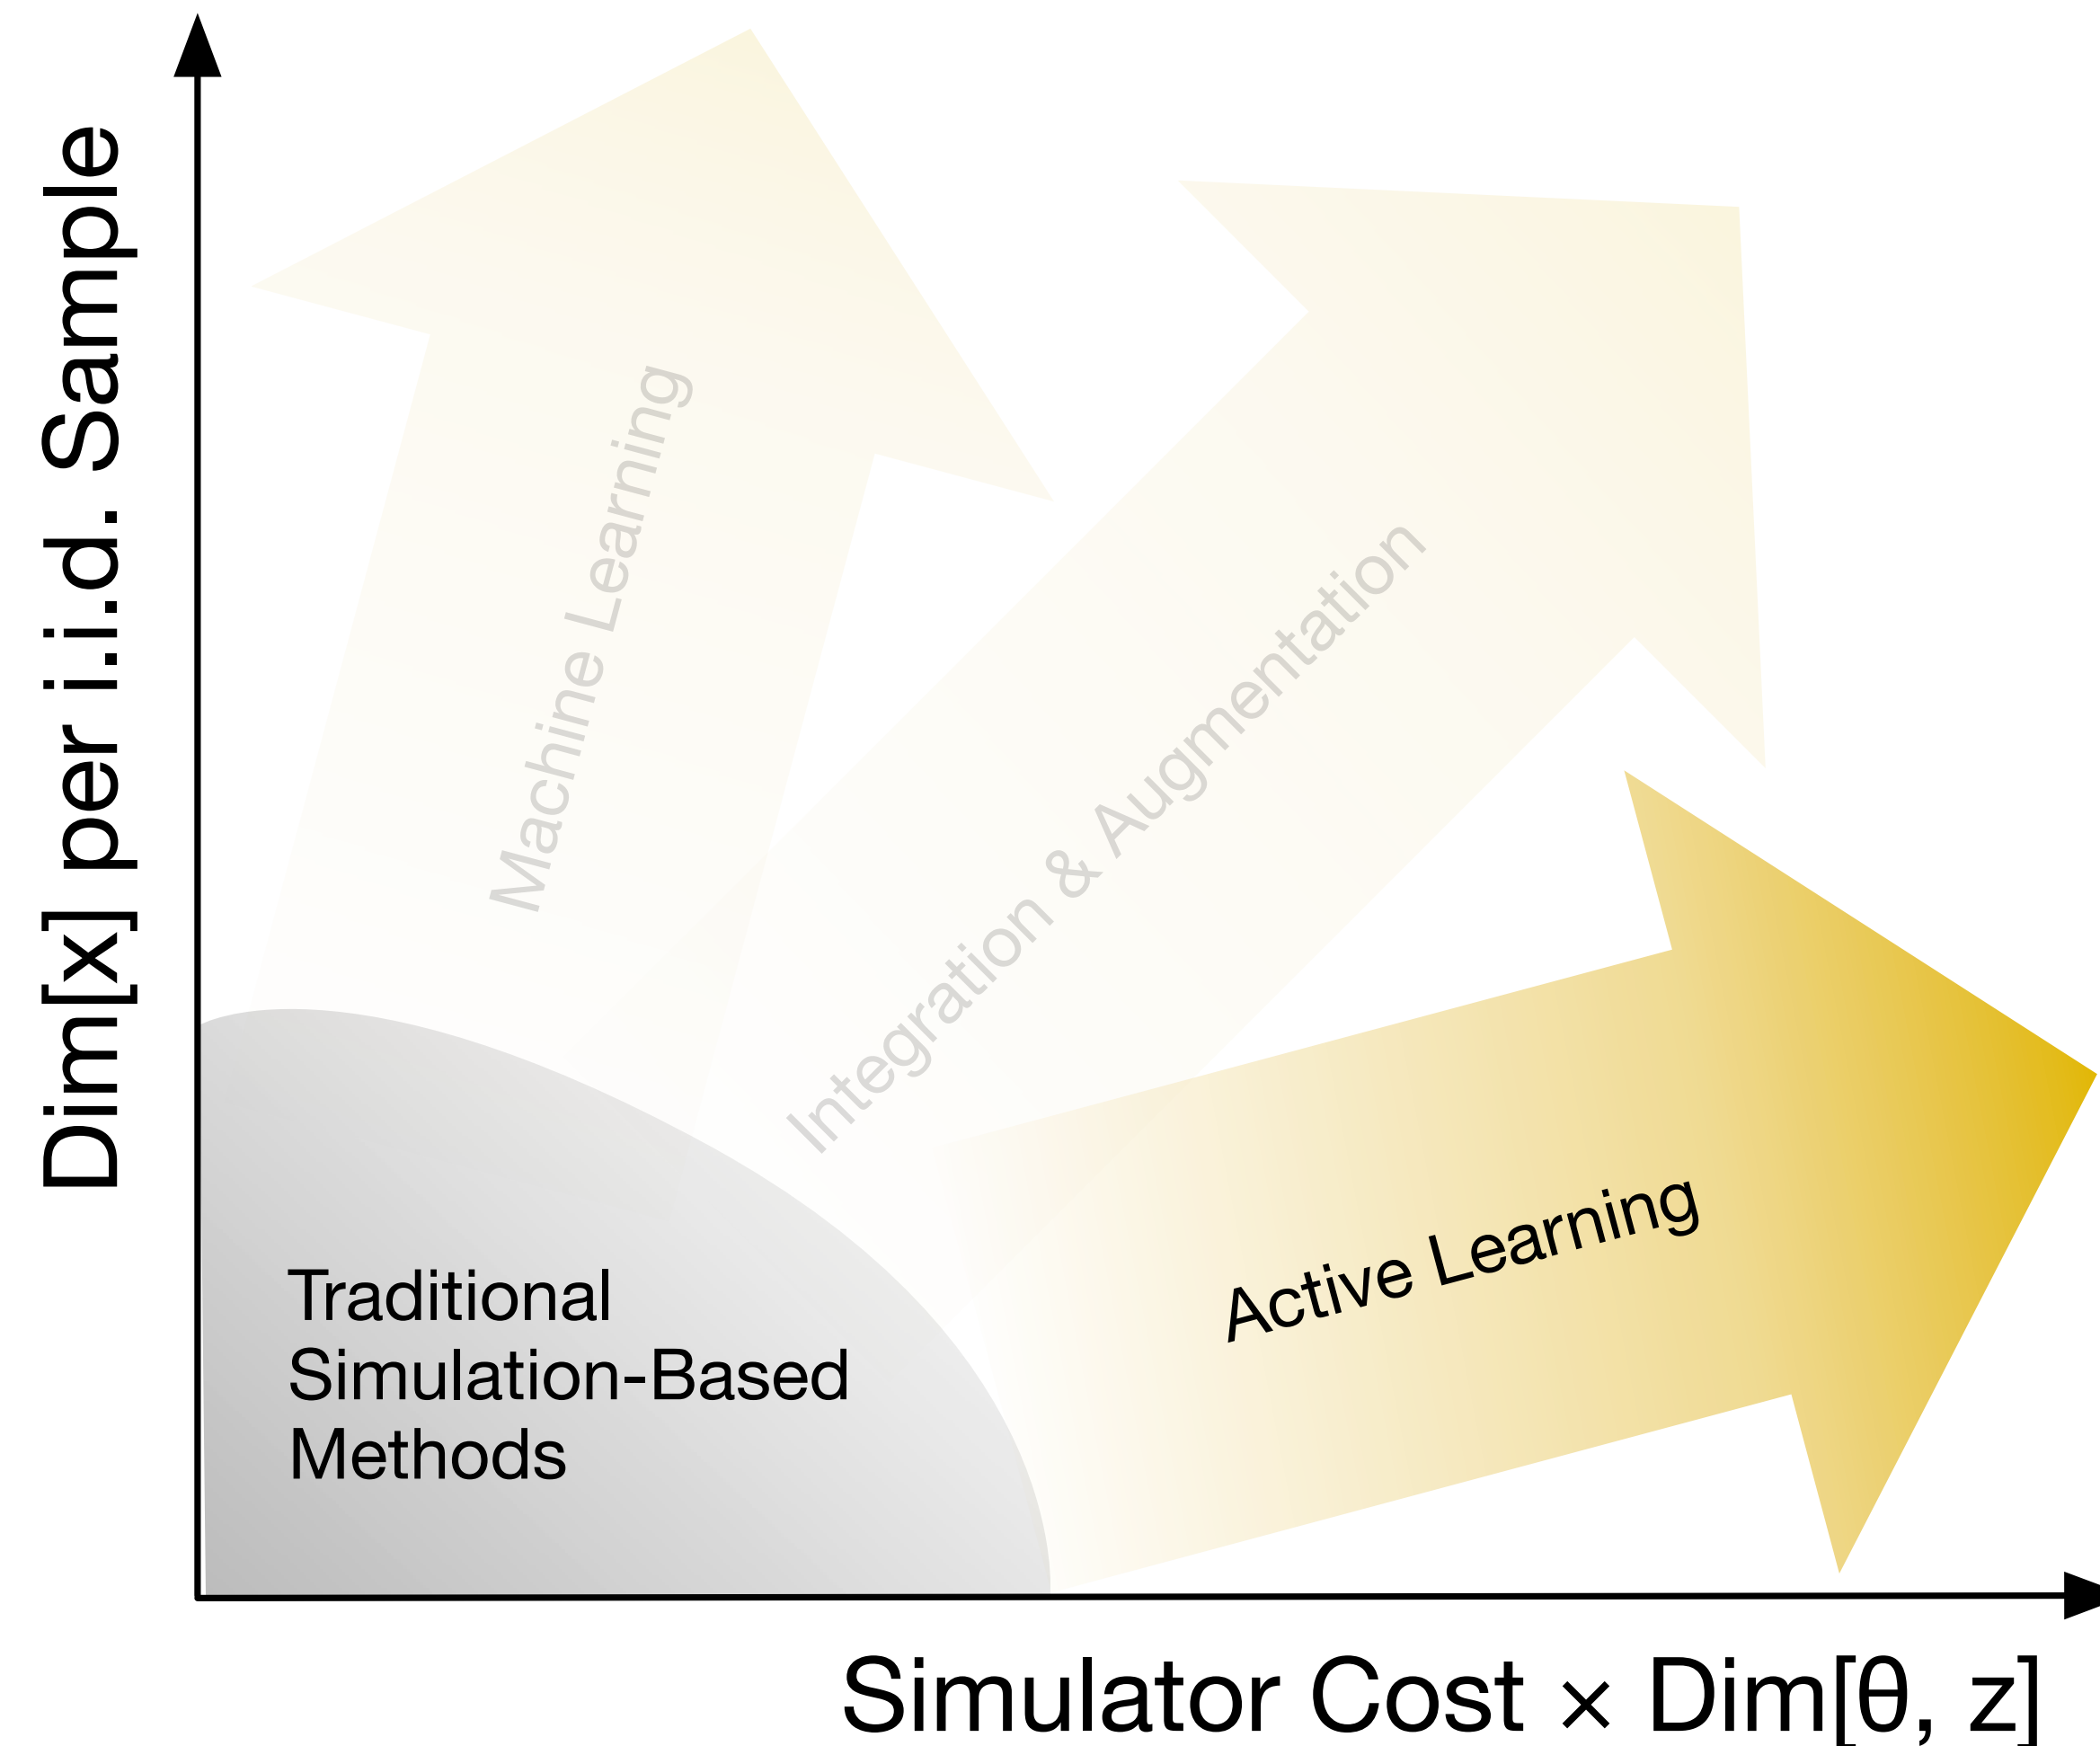 Dim[x] per i.i.d. Sample
Machine Learning
Integration & Augmentation
Active Learning
Traditional
Simulation-Based
Methods
Simulator Cost × Dim[θ, z]